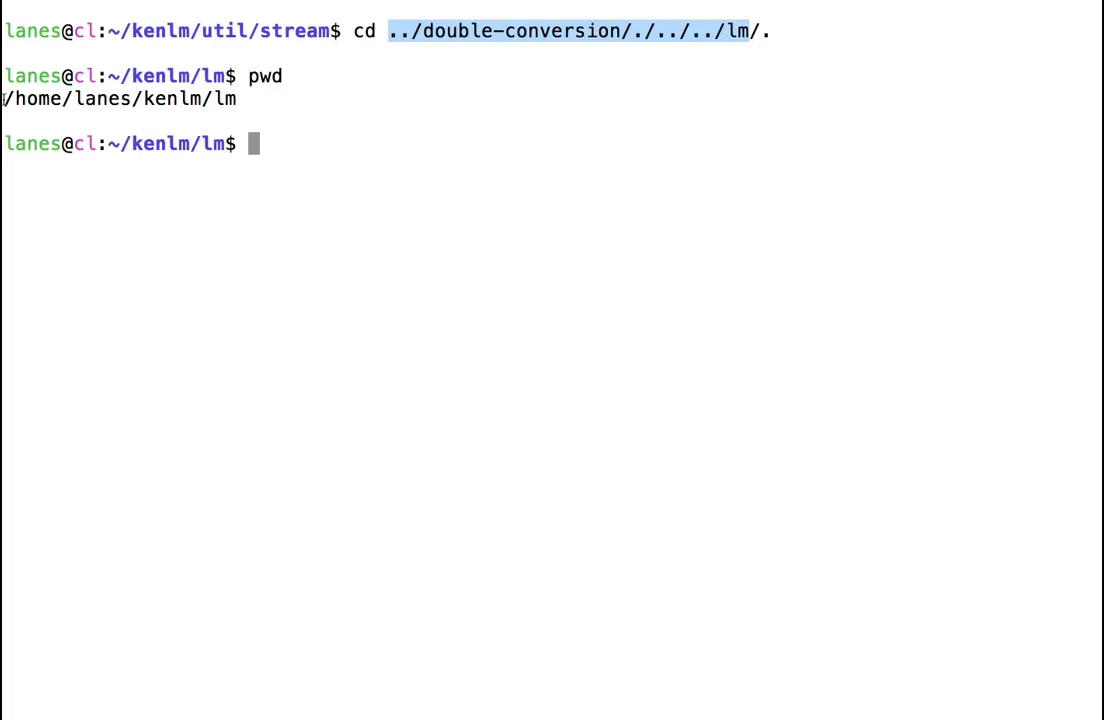 lanes@cl:~/kenlm/util/stream$ cd ../double-conversion/./../../lm/.
lanes@cl:~/kenlm/lm$ pwd
/home/lanes/kenlm/lm
lanes@cl:~/kenlm/lm$